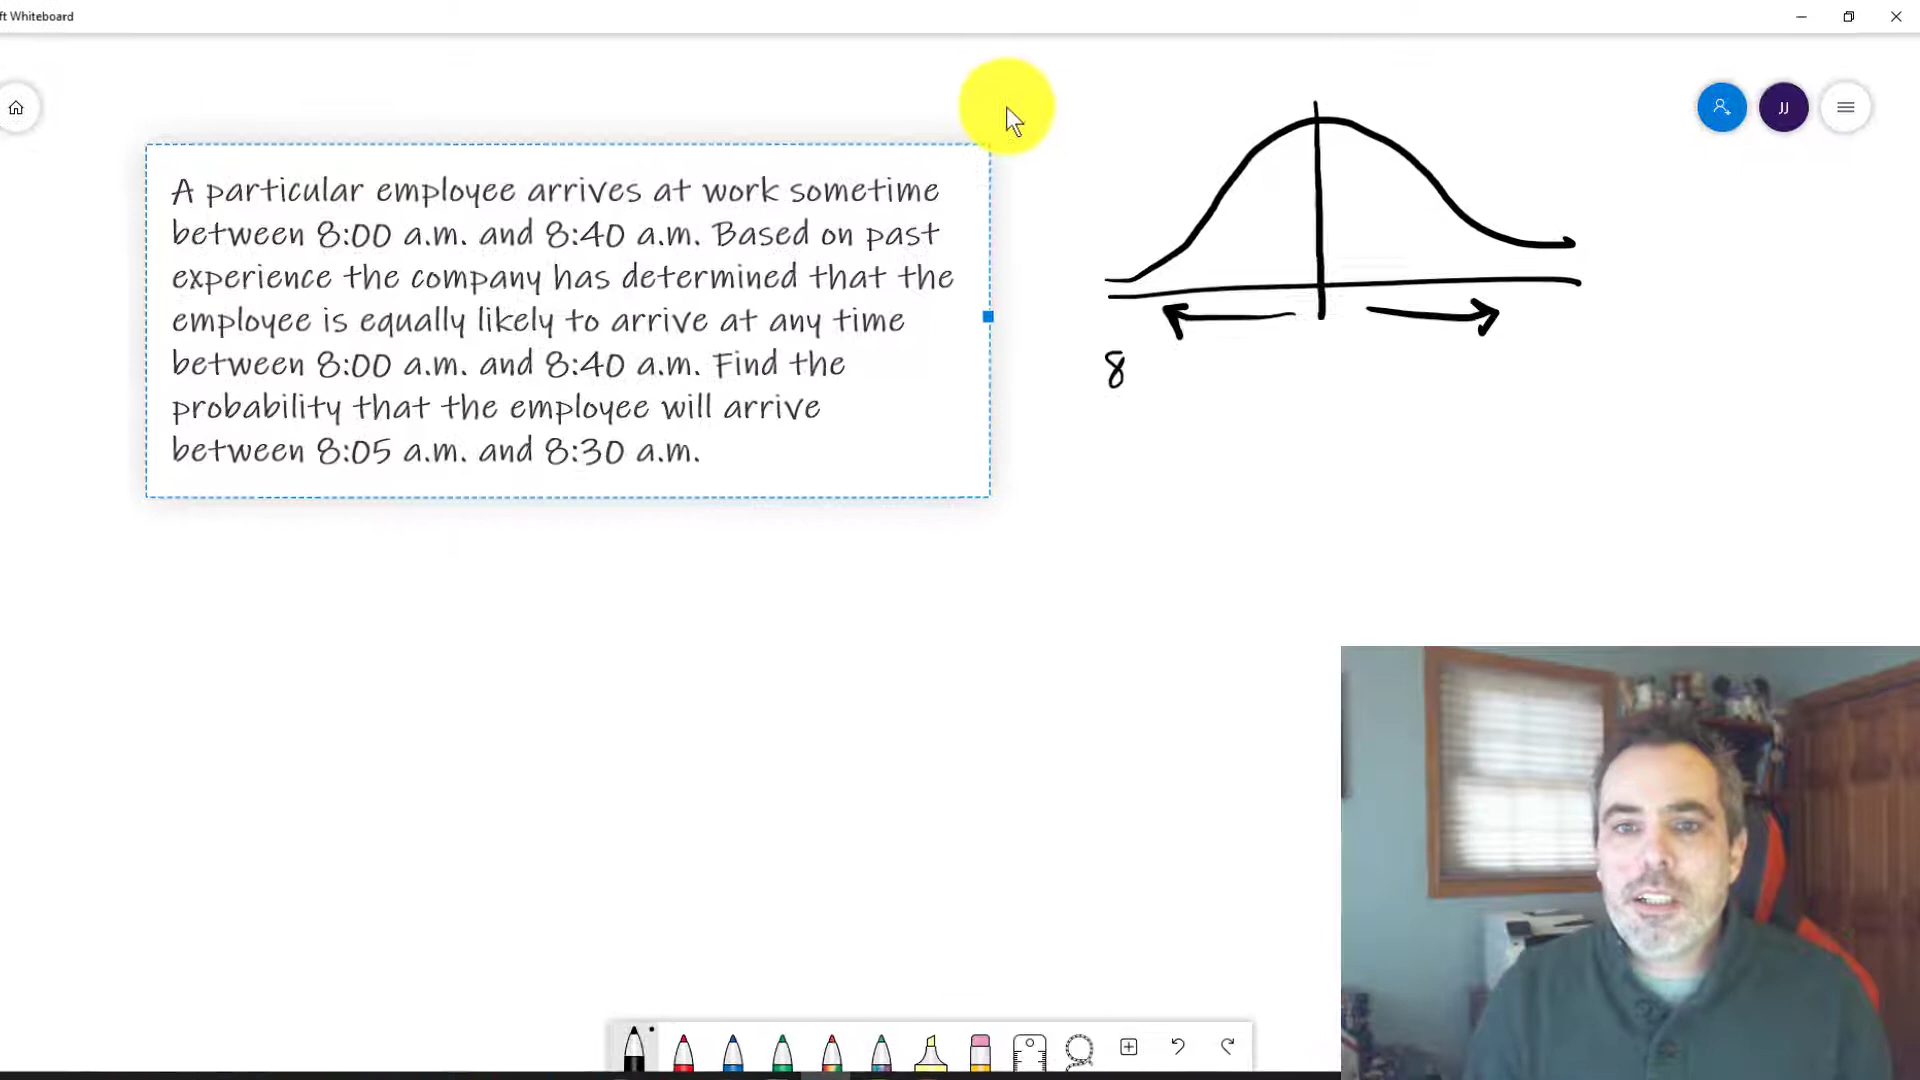 ft Whiteboard
JJ
A particular employee arrives at work sometime
between 8:00 a.m. and 8:40 a.m. Based on past
experience the company has determined that the
employee is equally likely to arrive at any time
between 8:00 a.m. and 8:40 a.m. Find the
probability that the employee will arrive
between 8:05 a.m. and 8:30 a.m.
8